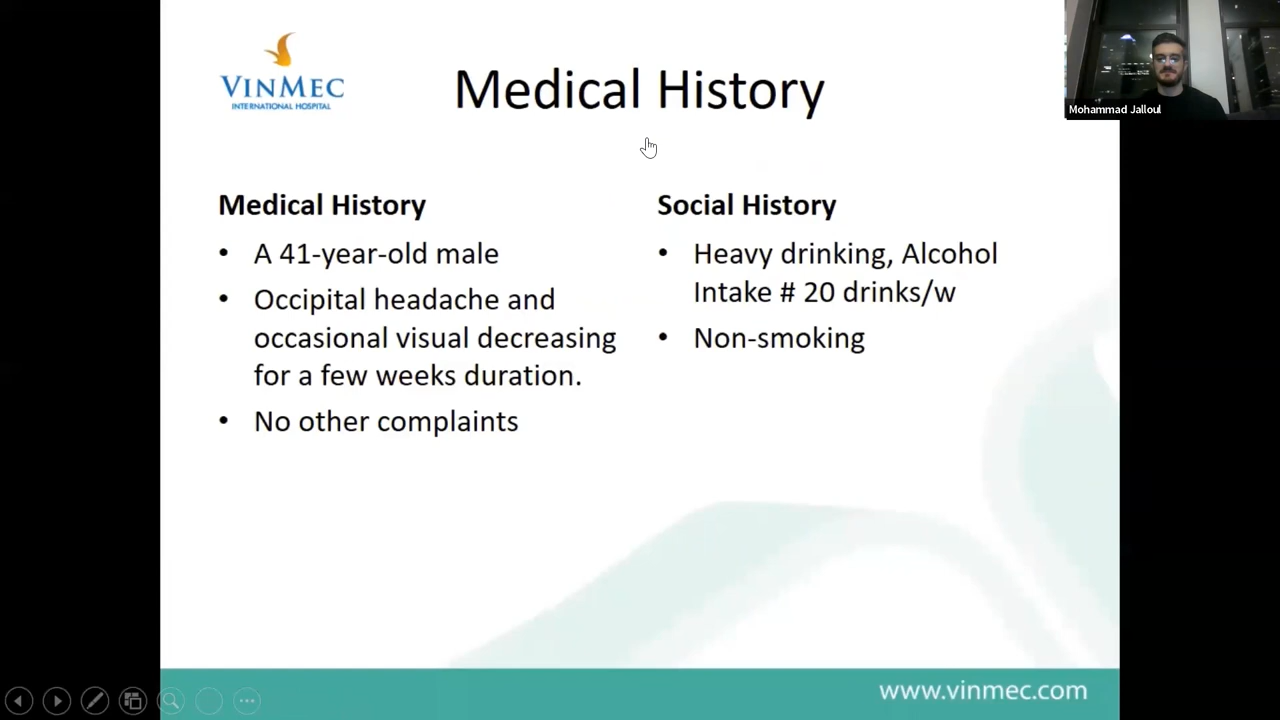 VINMEC
INTERNATIONAL HOSPITAL
Medical History
Mohammad Jalloul
Medical History
• A 41-year-old male
• Occipital headache and
occasional visual decreasing
for a few weeks duration.
• No other complaints
Social History
• Heavy drinking, Alcohol
Intake # 20 drinks/w
• Non-smoking
www.vinmec.com